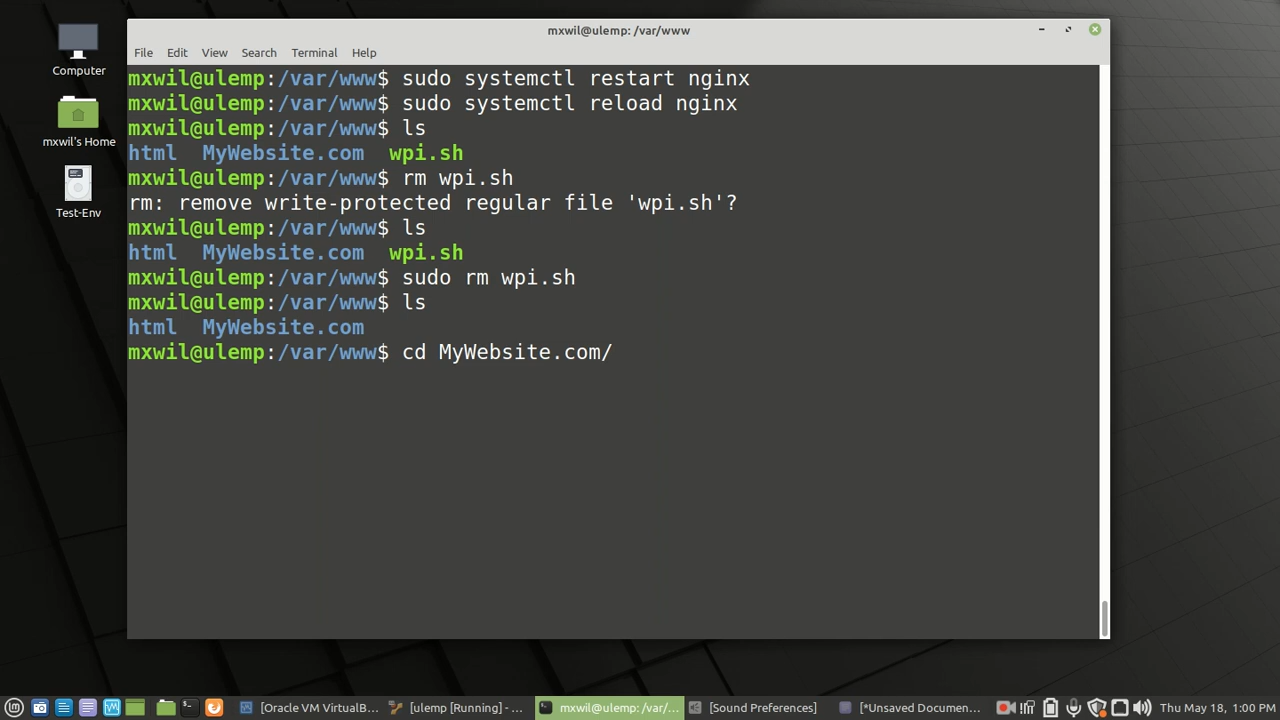 mxwil@ulemp: /var/www
File Edit View Search Terminal Help
Computer
mxwil's Home
Test-Env
mxwil@ulemp:/var/www$ sudo systemctl restart nginx
mxwil@ulemp:/var/www$ sudo systemctl reload nginx
mxwil@ulemp:/var/www$ ls
html MyWebsite.com wpi.sh
mxwil@ulemp:/var/www$ rm wpi.sh
rm: remove write-protected regular file 'wpi.sh'?
mxwil@ulemp:/var/www$ ls
html MyWebsite.com wpi.sh
mxwil@ulemp:/var/www$ sudo rm wpi.sh
mxwil@ulemp:/var/www$ ls
html MyWebsite.com
mxwil@ulemp:/var/www$ cd MyWebsite.com/
[Oracle VM VirtualB... [ulemp [Running] - ... mxwil@ulemp: /var/... [Sound Preferences] [*Unsaved Documen... Thu May 18, 1:00 PM